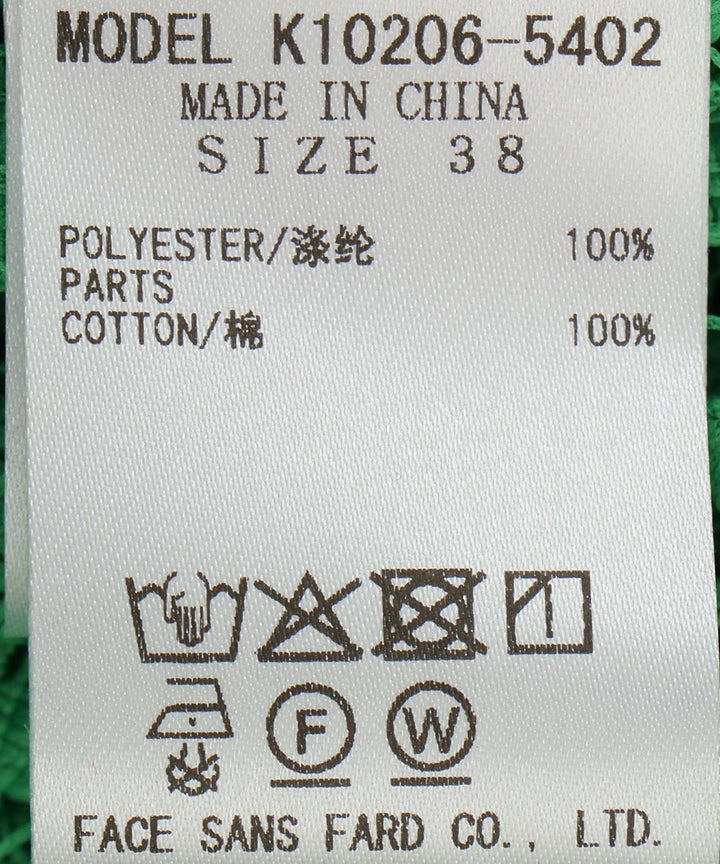 MODEL K10206-5402
MADE IN CHINA
SIZE 38
POLYESTER/涤纶 100%
PARTS
COTTON/棉 100%
F W
FACE SANS FARD CO., LTD.